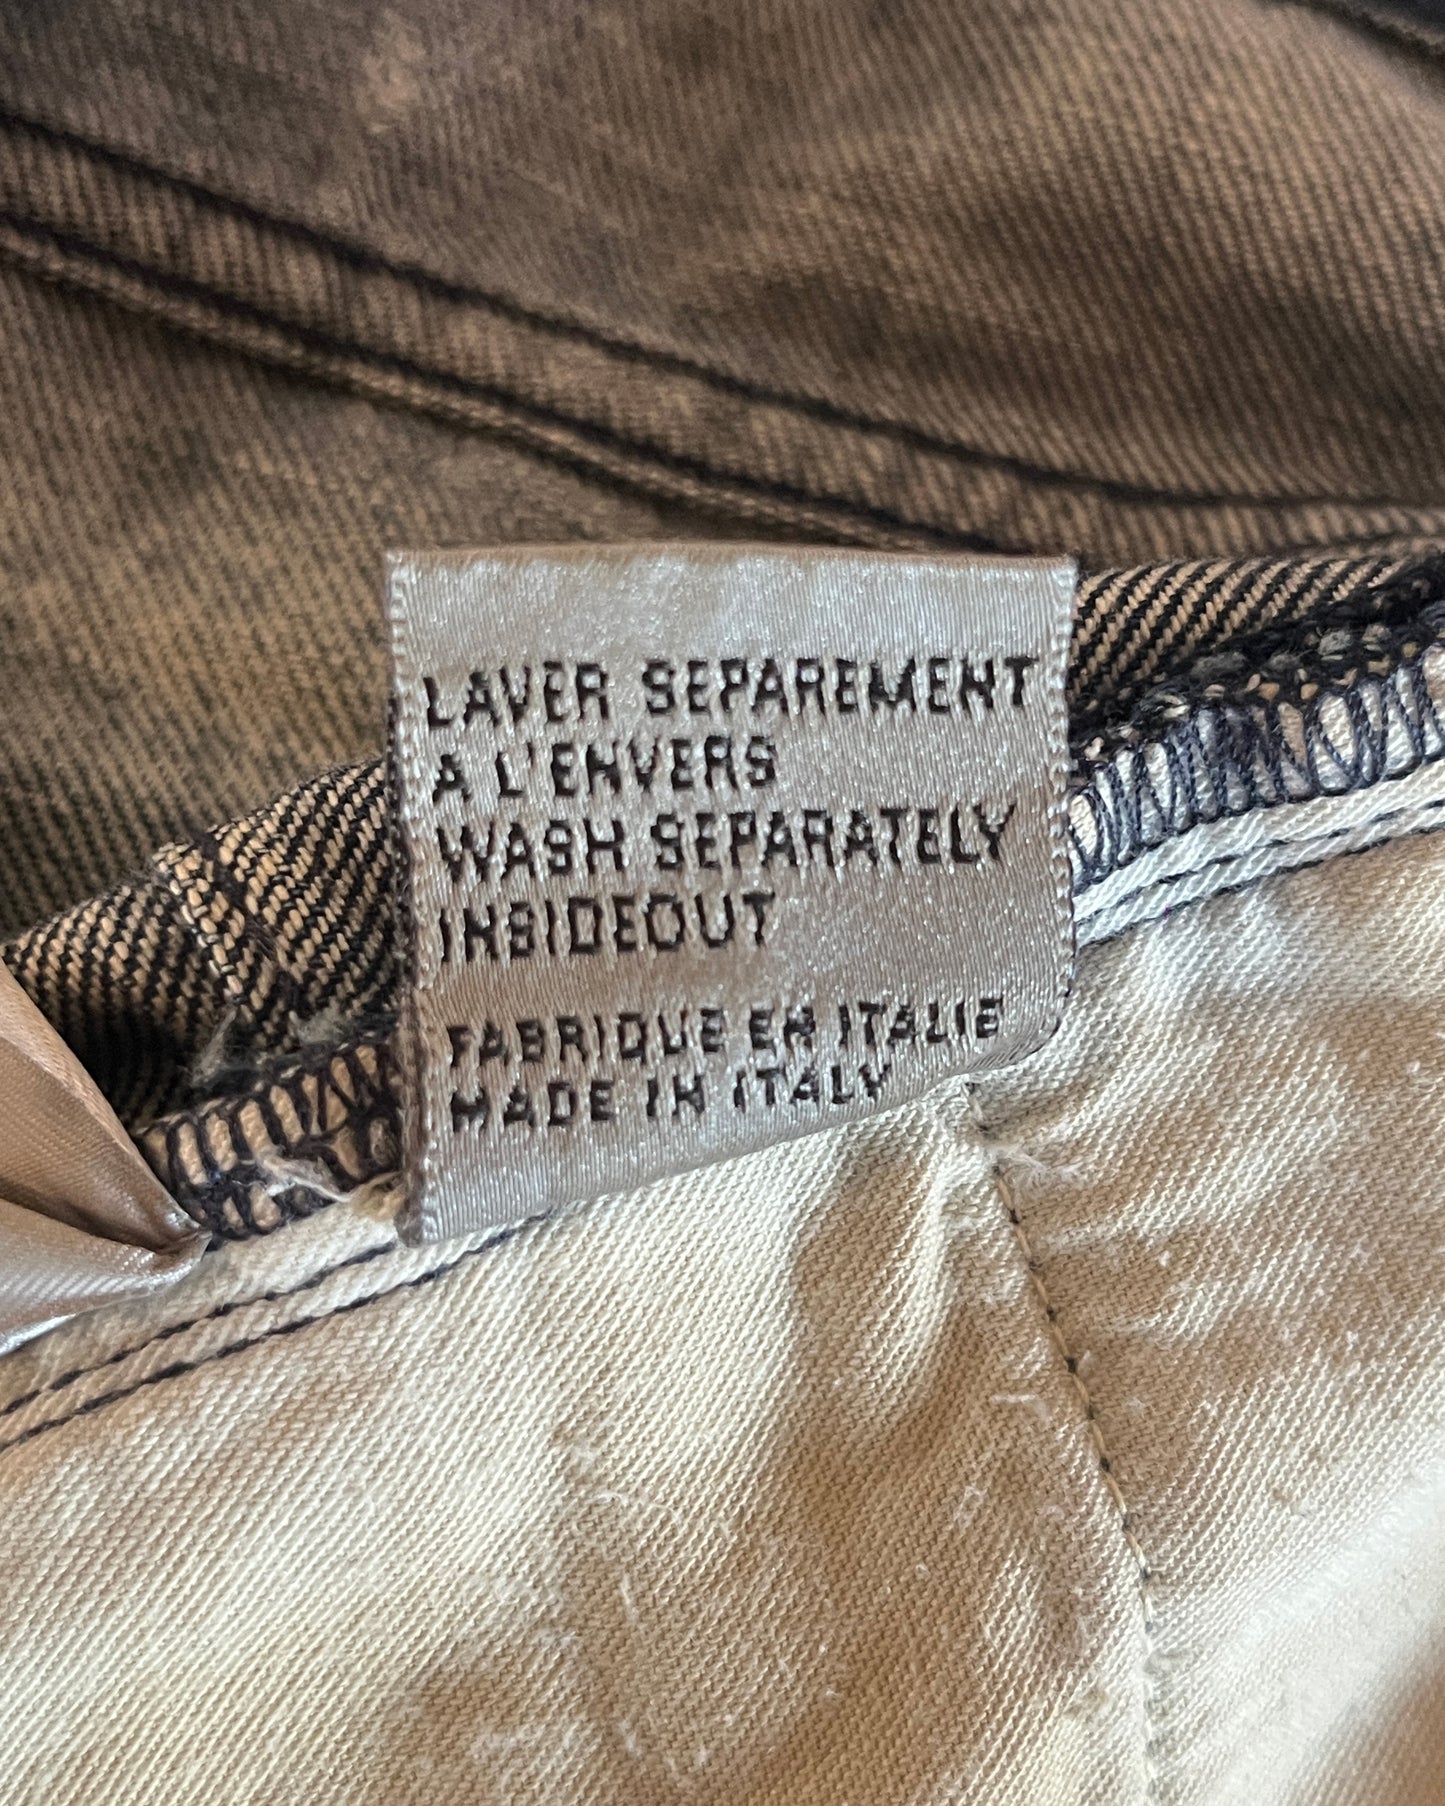 LAVER SEPAREMENT
A L'ENVERS
WASH SEPARATELY
INSIDEOUT
FABRIQUE EN ITALIE
MADE IN ITALY